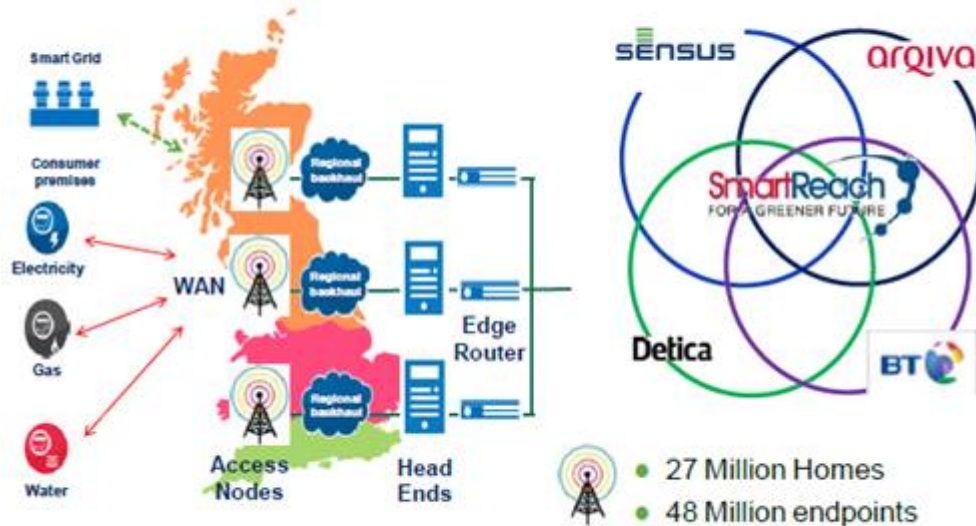 Smart Grid
Consumer
premises
Electricity
Gas
Water
WAN
Regional
backhaul
Regional
backhaul
Regional
backhaul
Access
Nodes
Head
Ends
Edge
Router
SENSUS
arqiva
SmartReach
FOR A GREENER FUTURE
Detica
BT
• 27 Million Homes
• 48 Million endpoints